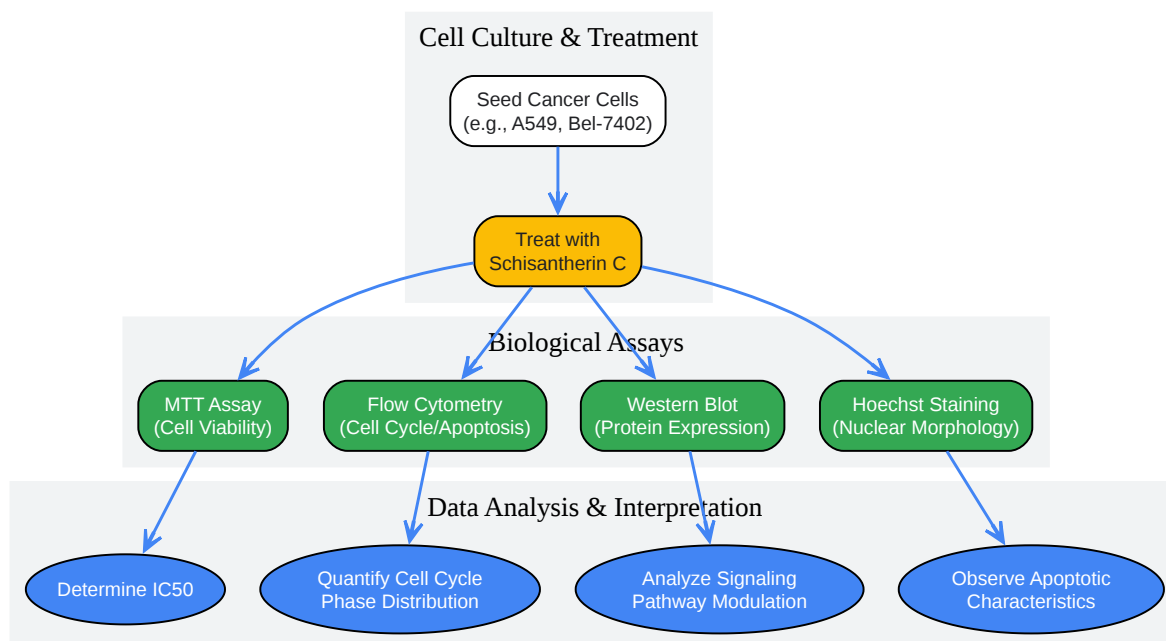 Cell Culture & Treatment
Seed Cancer Cells
(e.g., A549, Bel-7402)
Treat with
Schisantherin C
Biological Assays
MTT Assay
(Cell Viability)
Flow Cytometry
(Cell Cycle/Apoptosis)
Western Blot
(Protein Expression)
Hoechst Staining
(Nuclear Morphology)
Data Analysis & Interpretation
Determine IC50
Quantify Cell Cycle
Phase Distribution
Analyze Signaling
Pathway Modulation
Observe Apoptotic
Characteristics